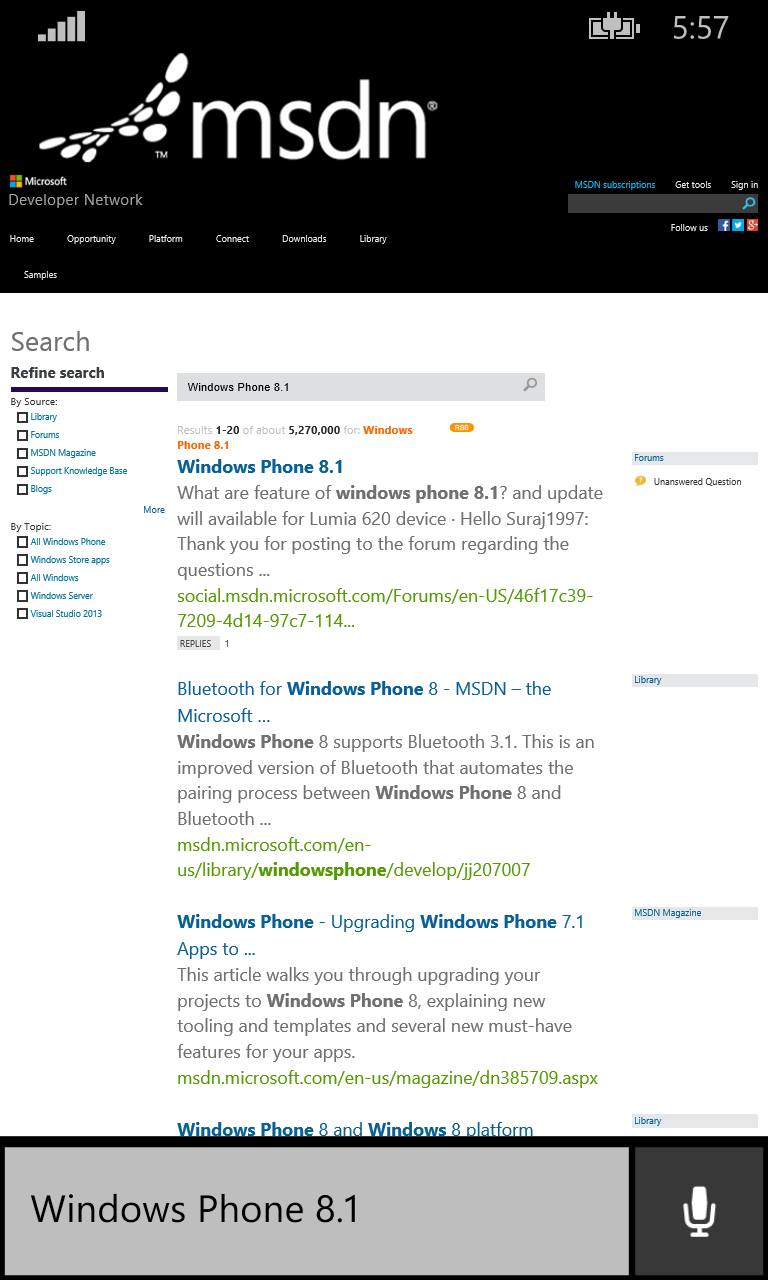 5:57
msdn®
™
Microsoft
Developer Network
MSDN subscriptions Get tools Sign in
Follow us
Home Opportunity Platform Connect Downloads Library
Samples
Search
Refine search
By Source:
Library
Forums
MSDN Magazine
Support Knowledge Base
Blogs
More
By Topic:
All Windows Phone
Windows Store apps
All Windows
Windows Server
Visual Studio 2013
Windows Phone 8.1
Results 1-20 of about 5,270,000 for: Windows
Phone 8.1
RSS
Windows Phone 8.1
What are feature of windows phone 8.1? and update
will available for Lumia 620 device · Hello Suraj1997:
Thank you for posting to the forum regarding the
questions ...
social.msdn.microsoft.com/Forums/en-US/46f17c39-
7209-4d14-97c7-114...
REPLIES 1
Forums
Unanswered Question
Bluetooth for Windows Phone 8 - MSDN – the
Microsoft ...
Windows Phone 8 supports Bluetooth 3.1. This is an
improved version of Bluetooth that automates the
pairing process between Windows Phone 8 and
Bluetooth ...
msdn.microsoft.com/en-
us/library/windowsphone/develop/jj207007
Library
Windows Phone - Upgrading Windows Phone 7.1
Apps to ...
This article walks you through upgrading your
projects to Windows Phone 8, explaining new
tooling and templates and several new must-have
features for your apps.
msdn.microsoft.com/en-us/magazine/dn385709.aspx
MSDN Magazine
Windows Phone 8 and Windows 8 platform
Library
Windows Phone 8.1